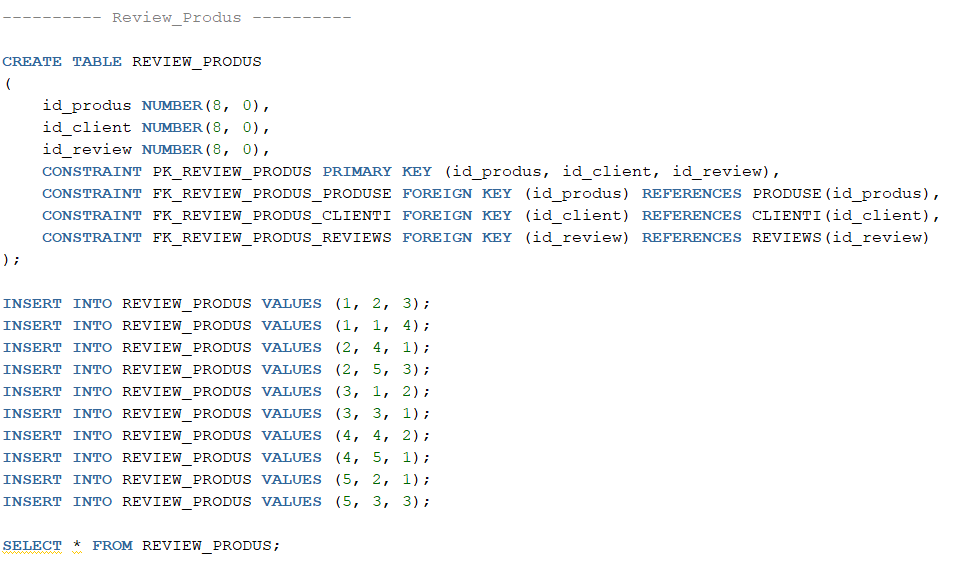 ---------- Review_Produs ----------
CREATE TABLE REVIEW_PRODUS
(
    id_produs NUMBER(8, 0),
    id_client NUMBER(8, 0),
    id_review NUMBER(8, 0),
    CONSTRAINT PK_REVIEW_PRODUS PRIMARY KEY (id_produs, id_client, id_review),
    CONSTRAINT FK_REVIEW_PRODUS_PRODUSE FOREIGN KEY (id_produs) REFERENCES PRODUSE(id_produs),
    CONSTRAINT FK_REVIEW_PRODUS_CLIENTI FOREIGN KEY (id_client) REFERENCES CLIENTI(id_client),
    CONSTRAINT FK_REVIEW_PRODUS_REVIEWS FOREIGN KEY (id_review) REFERENCES REVIEWS(id_review)
);
INSERT INTO REVIEW_PRODUS VALUES (1, 2, 3);
INSERT INTO REVIEW_PRODUS VALUES (1, 1, 4);
INSERT INTO REVIEW_PRODUS VALUES (2, 4, 1);
INSERT INTO REVIEW_PRODUS VALUES (2, 5, 3);
INSERT INTO REVIEW_PRODUS VALUES (3, 1, 2);
INSERT INTO REVIEW_PRODUS VALUES (3, 3, 1);
INSERT INTO REVIEW_PRODUS VALUES (4, 4, 2);
INSERT INTO REVIEW_PRODUS VALUES (4, 5, 1);
INSERT INTO REVIEW_PRODUS VALUES (5, 2, 1);
INSERT INTO REVIEW_PRODUS VALUES (5, 3, 3);
SELECT * FROM REVIEW_PRODUS;